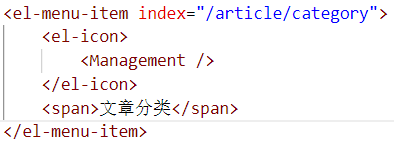 <el-menu-item index="/article/category">
    <el-icon>
        <Management />
    </el-icon>
    <span>文章分类</span>
</el-menu-item>